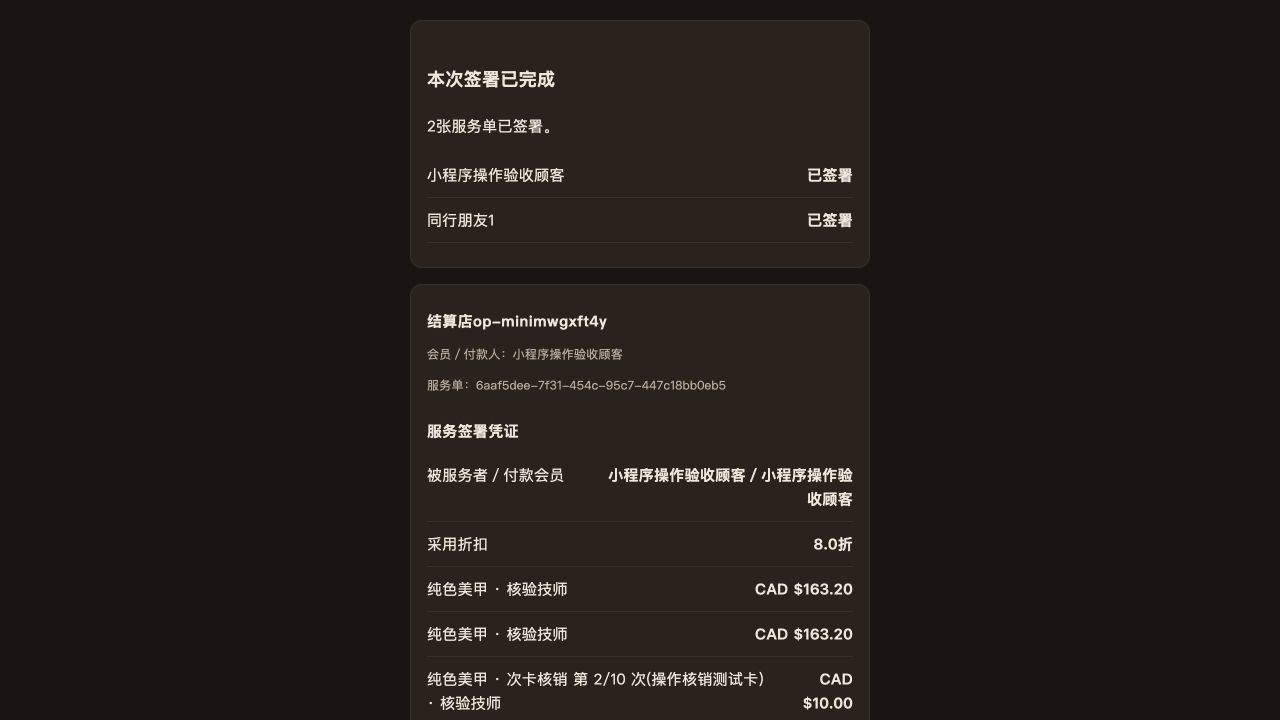 本次签署已完成
2张服务单已签署。
小程序操作验收顾客 已签署
同行朋友1 已签署
结算店op-minimwgxft4y
会员 / 付款人：小程序操作验收顾客
服务单：6aaf5dee-7f31-454c-95c7-447c18bb0eb5
服务签署凭证
被服务者 / 付款会员 小程序操作验收顾客 / 小程序操作验
收顾客
采用折扣 8.0折
纯色美甲 · 核验技师 CAD $163.20
纯色美甲 · 核验技师 CAD $163.20
纯色美甲 · 次卡核销 第 2/10 次(操作核销测试卡) CAD
· 核验技师 $10.00